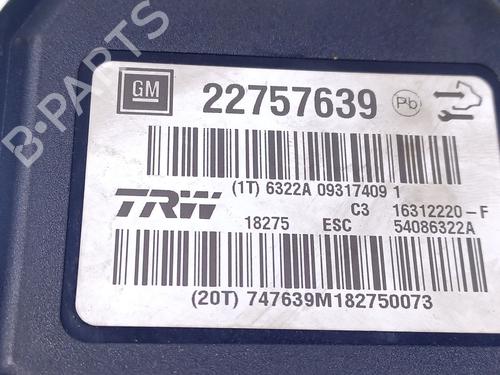 B-PARTS
GM 22757639 Pb
(1T) 6322A 09317409 1
TRW C3 16312220-F
18275 ESC 54086322A
(20T) 747639M182750073